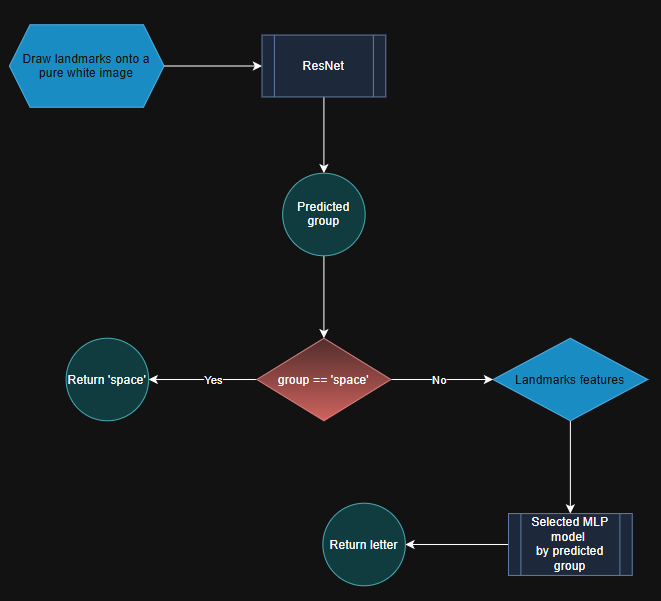 Draw landmarks onto a
pure white image
ResNet
Predicted
group
Return 'space'
Yes
group == 'space'
No
Landmarks features
Selected MLP
model
by predicted
group
Return letter